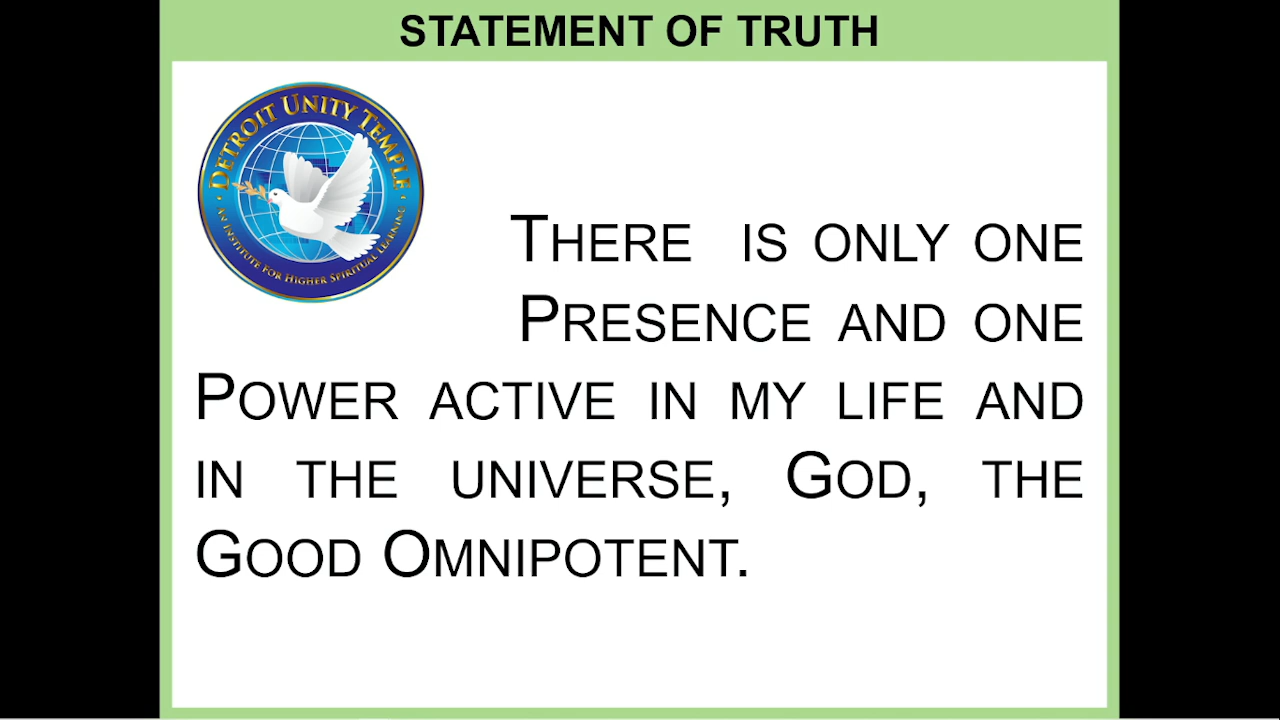 STATEMENT OF TRUTH
DETROIT UNITY TEMPLE
AN INSTITUTE FOR HIGHER SPIRITUAL LEARNING
THERE IS ONLY ONE
PRESENCE AND ONE
POWER ACTIVE IN MY LIFE AND
IN THE UNIVERSE, GOD, THE
GOOD OMNIPOTENT.